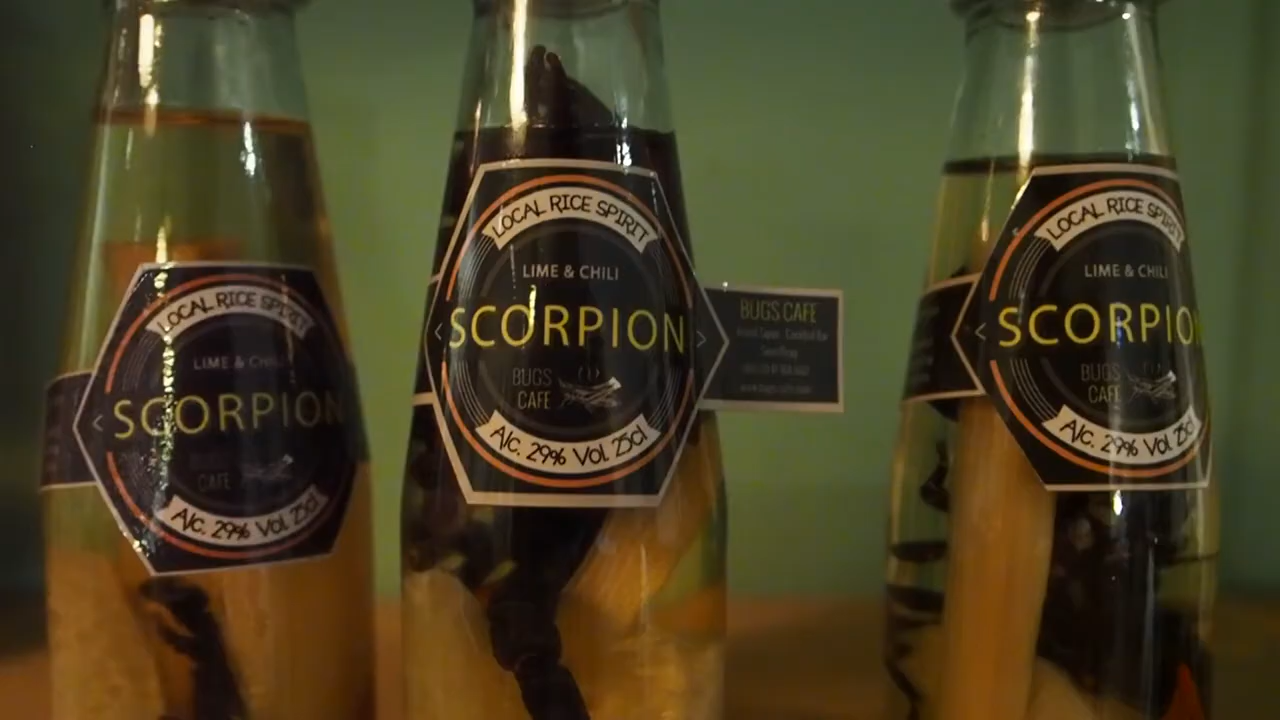 LOCAL RICE SPIRIT
LIME & CHILI
SCORPION
BUGS
CAFE
Alc. 29% Vol. 25cl
LOCAL RICE SPIRIT
LIME & CHILI
SCORPION
BUGS
CAFE
Alc. 29% Vol. 25cl
BUGS CAFE
LOCAL RICE SPIRIT
LIME & CHILI
SCORPION
BUGS
CAFE
Alc. 29% Vol. 25cl